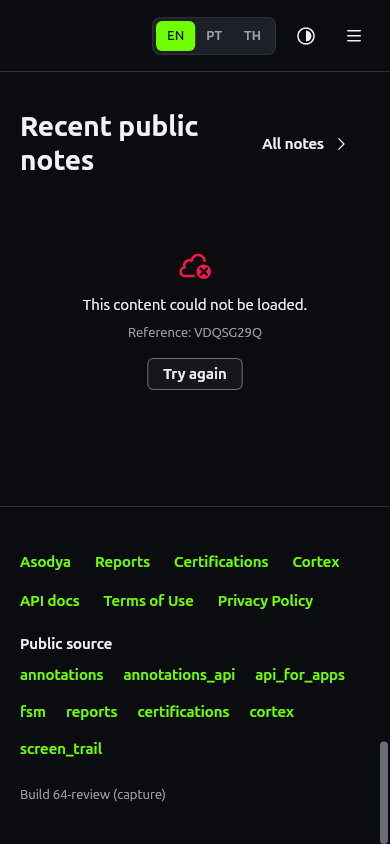 EN PT TH
Recent public
notes
All notes
This content could not be loaded.
Reference: VDQSG29Q
Try again
Asodya Reports Certifications Cortex
API docs Terms of Use Privacy Policy
Public source
annotations annotations_api api_for_apps
fsm reports certifications cortex
screen_trail
Build 64-review (capture)